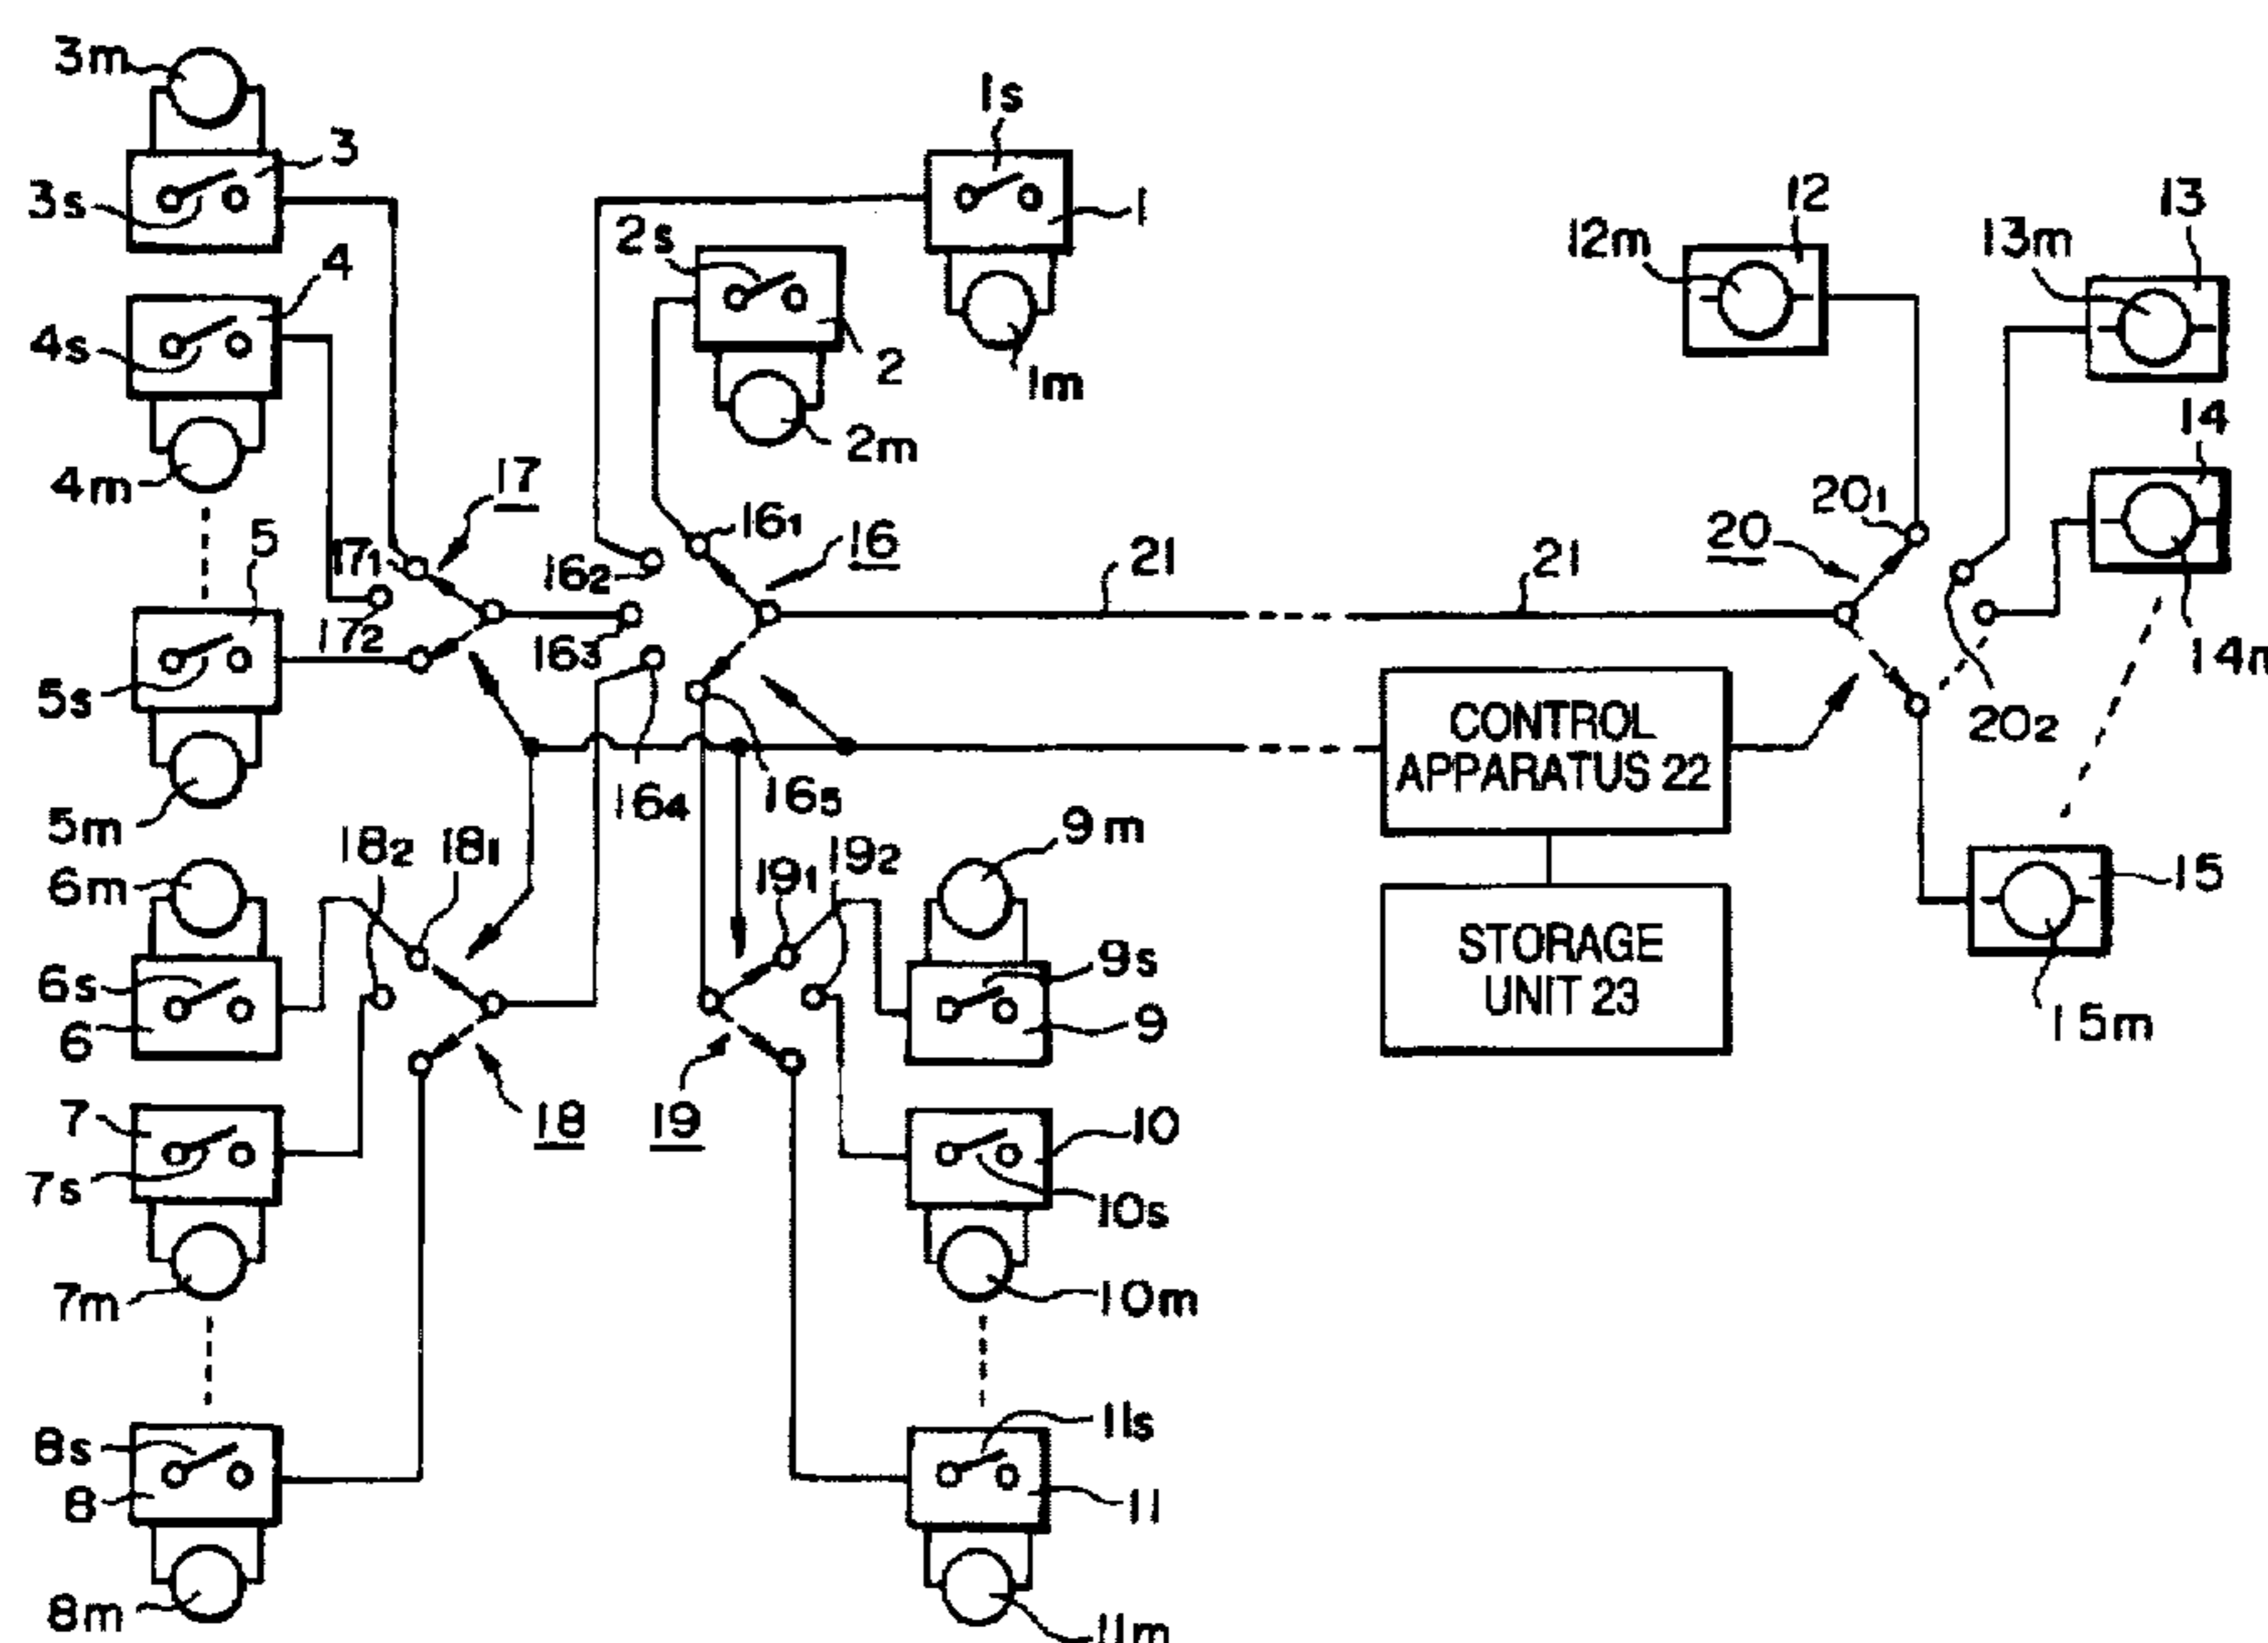 3m
1s
3
12
13
3s
2s
1
12m
13m
4
4s
2
1m
14
4m
2m
17
20₁
5
16₁
16
20
21
21
17₁
16₂
17₂
16₃
14m
5s
20₂
CONTROL
APPARATUS 22
16₄
16₅
5m
9m
18₂
18₁
19₂
19₁
6m
15
STORAGE
UNIT 23
9s
6s
9
15m
6
7
18
19
10
7s
10s
7m
10m
11s
8s
8
11
8m
11m